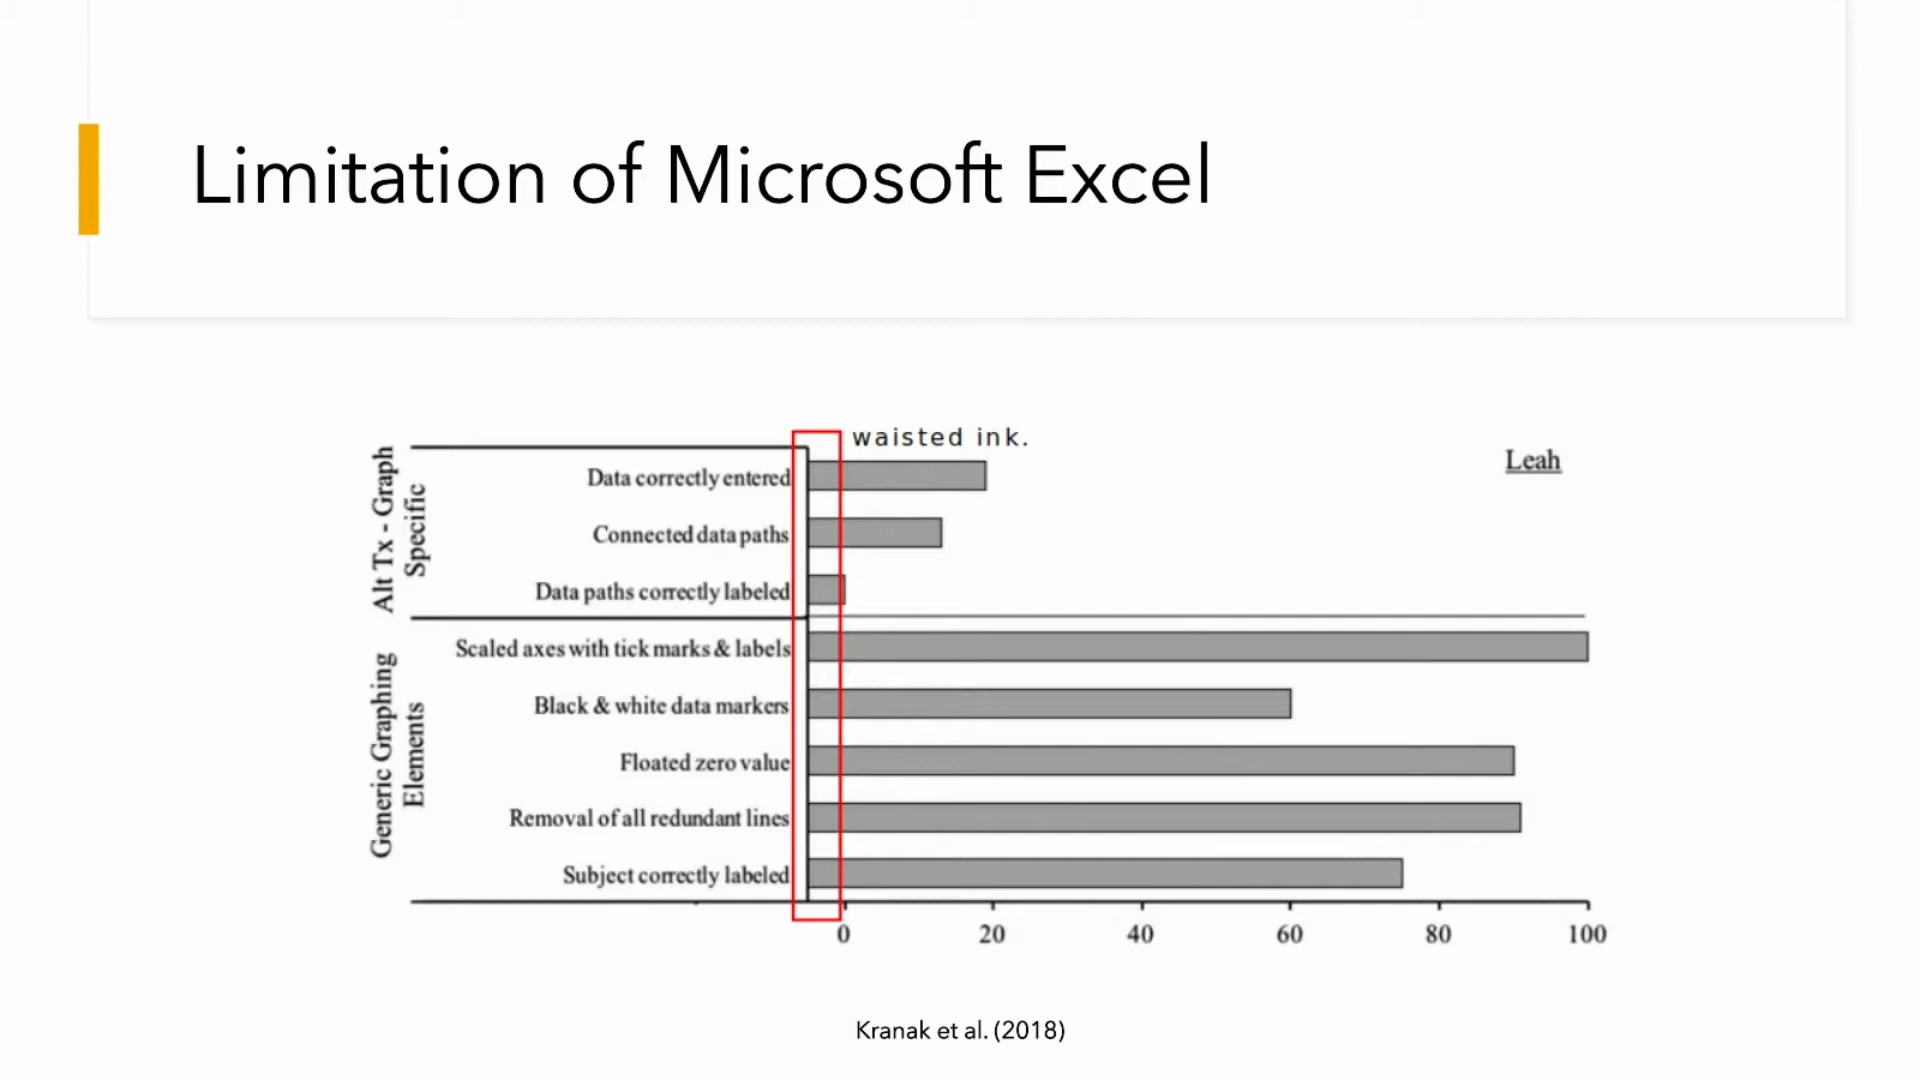 Limitation of Microsoft Excel
waisted ink.
Leah
Alt Tx - Graph
Specific
Data correctly entered
Connected data paths
Data paths correctly labeled
Generic Graphing
Elements
Scaled axes with tick marks & labels
Black & white data markers
Floated zero value
Removal of all redundant lines
Subject correctly labeled
0 20 40 60 80 100
Kranak et al. (2018)